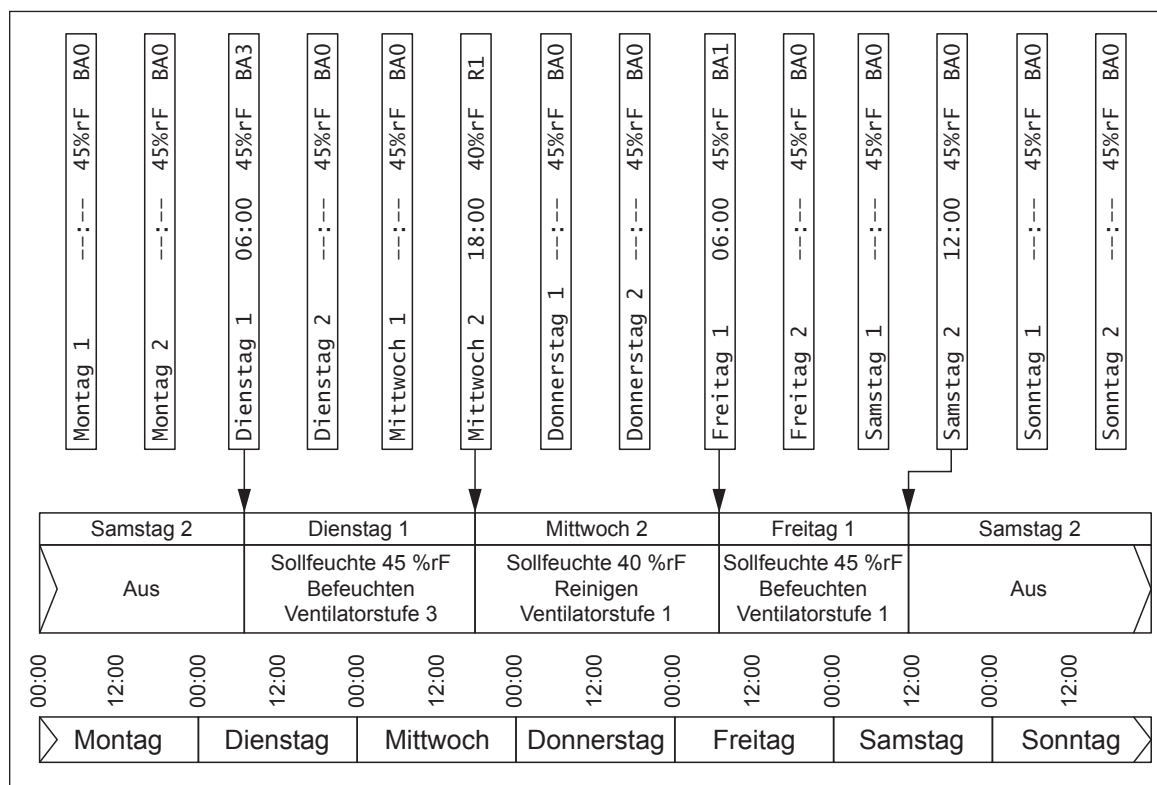 Montag 1 --:-- 45%rF BA0
Montag 2 --:-- 45%rF BA0
Dienstag 1 06:00 45%rF BA3
Dienstag 2 --:-- 45%rF BA0
Mittwoch 1 --:-- 45%rF BA0
Mittwoch 2 18:00 40%rF R1
Donnerstag 1 --:-- 45%rF BA0
Donnerstag 2 --:-- 45%rF BA0
Freitag 1 06:00 45%rF BA1
Freitag 2 --:-- 45%rF BA0
Samstag 1 --:-- 45%rF BA0
Samstag 2 12:00 45%rF BA0
Sonntag 1 --:-- 45%rF BA0
Sonntag 2 --:-- 45%rF BA0
Samstag 2
Aus
Dienstag 1
Sollfeuchte 45 %rF
Befeuchten
Ventilatorstufe 3
Mittwoch 2
Sollfeuchte 40 %rF
Reinigen
Ventilatorstufe 1
Freitag 1
Sollfeuchte 45 %rF
Befeuchten
Ventilatorstufe 1
Samstag 2
Aus
00:00 12:00 00:00 12:00 00:00 12:00 00:00 12:00 00:00 12:00 00:00 12:00 00:00 12:00
Montag Dienstag Mittwoch Donnerstag Freitag Samstag Sonntag